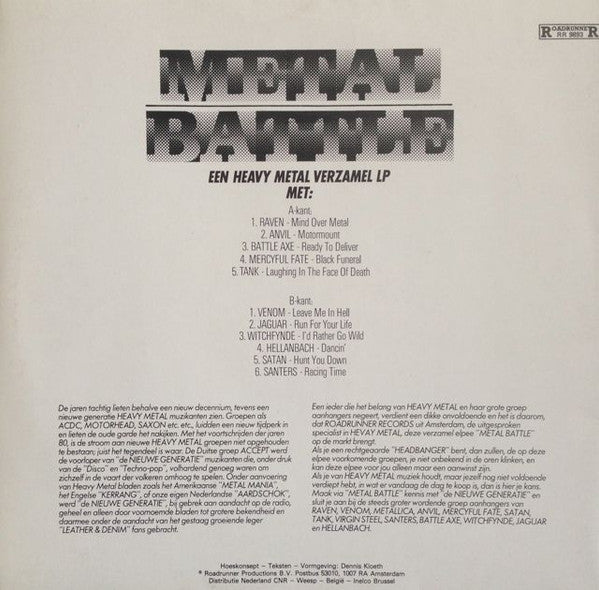 ROADRUNNER
RR 9893
METAL
BATTLE
EEN HEAVY METAL VERZAMEL LP
MET:
A-kant:
1. RAVEN - Mind Over Metal
2. ANVIL - Motormount
3. BATTLE AXE - Ready To Deliver
4. MERCYFUL FATE - Black Funeral
5. TANK - Laughing In The Face Of Death
B-kant:
1. VENOM - Leave Me In Hell
2. JAGUAR - Run For Your Life
3. WITCHFYNDE - I'd Rather Go Wild
4. HELLANBACH - Dancin'
5. SATAN - Hunt You Down
6. SANTERS - Racing Time
De jaren tachtig lieten behalve een nieuw decennium, tevens een
nieuwe generatie HEAVY METAL muzikanten zien. Groepen als
ACDC, MOTORHEAD, SAXON etc. etc., luidden een nieuw tijdperk in
en lieten de oude garde het nakijken. Met het voortschrijden der jaren
80, is de stroom aan nieuwe HEAVY METAL groepen niet opgehouden
te bestaan; juist het tegendeel is waar. De Duitse groep ACCEPT werd
de voorloper van "de NIEUWE GENERATIE" muzikanten die, onder druk
van de "Disco" en "Techno-pop", volhardend genoeg waren om
zichzelf in de vaart der volkeren omhoog te spelen. Onder aanvoering
van Heavy Metal bladen zoals het Amerikaanse "METAL MANIA",
het Engelse "KERRANG", of onze eigen Nederlandse "AARDSCHOK",
werd "de NIEUWE GENERATIE", bij gebrek aan aandacht op de radio,
geheel en alleen door voornoemde bladen tot grotere bekendheid en
daarmee onder de aandacht van het gestaag groeiende leger
"LEATHER & DENIM" fans gebracht.
Een ieder die het belang van HEAVY METAL en haar grote groep
aanhangers negeert, verdient een dikke onvoldoende en het is daarom,
dat ROADRUNNER RECORDS uit Amsterdam, de uitgesproken
specialist in HEVAY METAL, deze verzamel elpee "METAL BATTLE"
op de markt brengt.
Als je een rechtgeaarde "HEADBANGER" bent, dan zullen, de op deze
elpee voorkomende groepen, je niet onbekend in de oren klinken, en
kan deze elpee voor jou alleen maar een aanwinst zijn.
Als je van HEAVY METAL muziek houdt, maar jezelf nog niet voldoende
verdiept hebt, in wat er vandaag de dag te koop is, dan is hier je kans.
Maak via "METAL BATTLE" kennis met "de NIEUWE GENERATIE" en
sluit je aan bij de steeds groter wordende groep aanhangers van
RAVEN, VENOM, METALLICA, ANVIL, MERCYFUL FATE, SATAN,
TANK, VIRGIN STEEL, SANTERS, BATTLE AXE, WITCHFYNDE, JAGUAR
en HELLANBACH.
Hoeskonsept - Teksten - Vormgeving: Dennis Kloeth
Roadrunner Productions B.V. Postbus 53010, 1007 RA Amsterdam
Distributie Nederland CNR - Weesp - België - Inelco Brussel